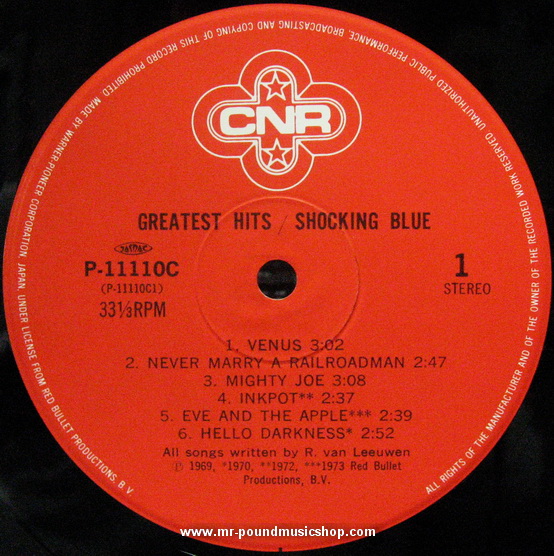 CNR
GREATEST HITS / SHOCKING BLUE
P-11110C
(P-11110C1)
33⅓RPM
1
STEREO
1. VENUS 3:02
2. NEVER MARRY A RAILROADMAN 2:47
3. MIGHTY JOE 3:08
4. INKPOT** 2:37
5. EVE AND THE APPLE*** 2:39
6. HELLO DARKNESS* 2:52
All songs written by R. van Leeuwen
Ⓟ 1969, *1970, **1972, ***1973 Red Bullet
Productions, B.V.
MADE BY WARNER-PIONEER CORPORATION, JAPAN, UNDER LICENSE FROM RED BULLET PRODUCTIONS, B.V.
ALL RIGHTS OF THE MANUFACTURER AND OF THE OWNER OF THE RECORDED WORK RESERVED UNAUTHORIZED PUBLIC PERFORMANCE, BROADCASTING AND COPYING OF THIS RECORD PROHIBITED
www.mr-poundmusicshop.com